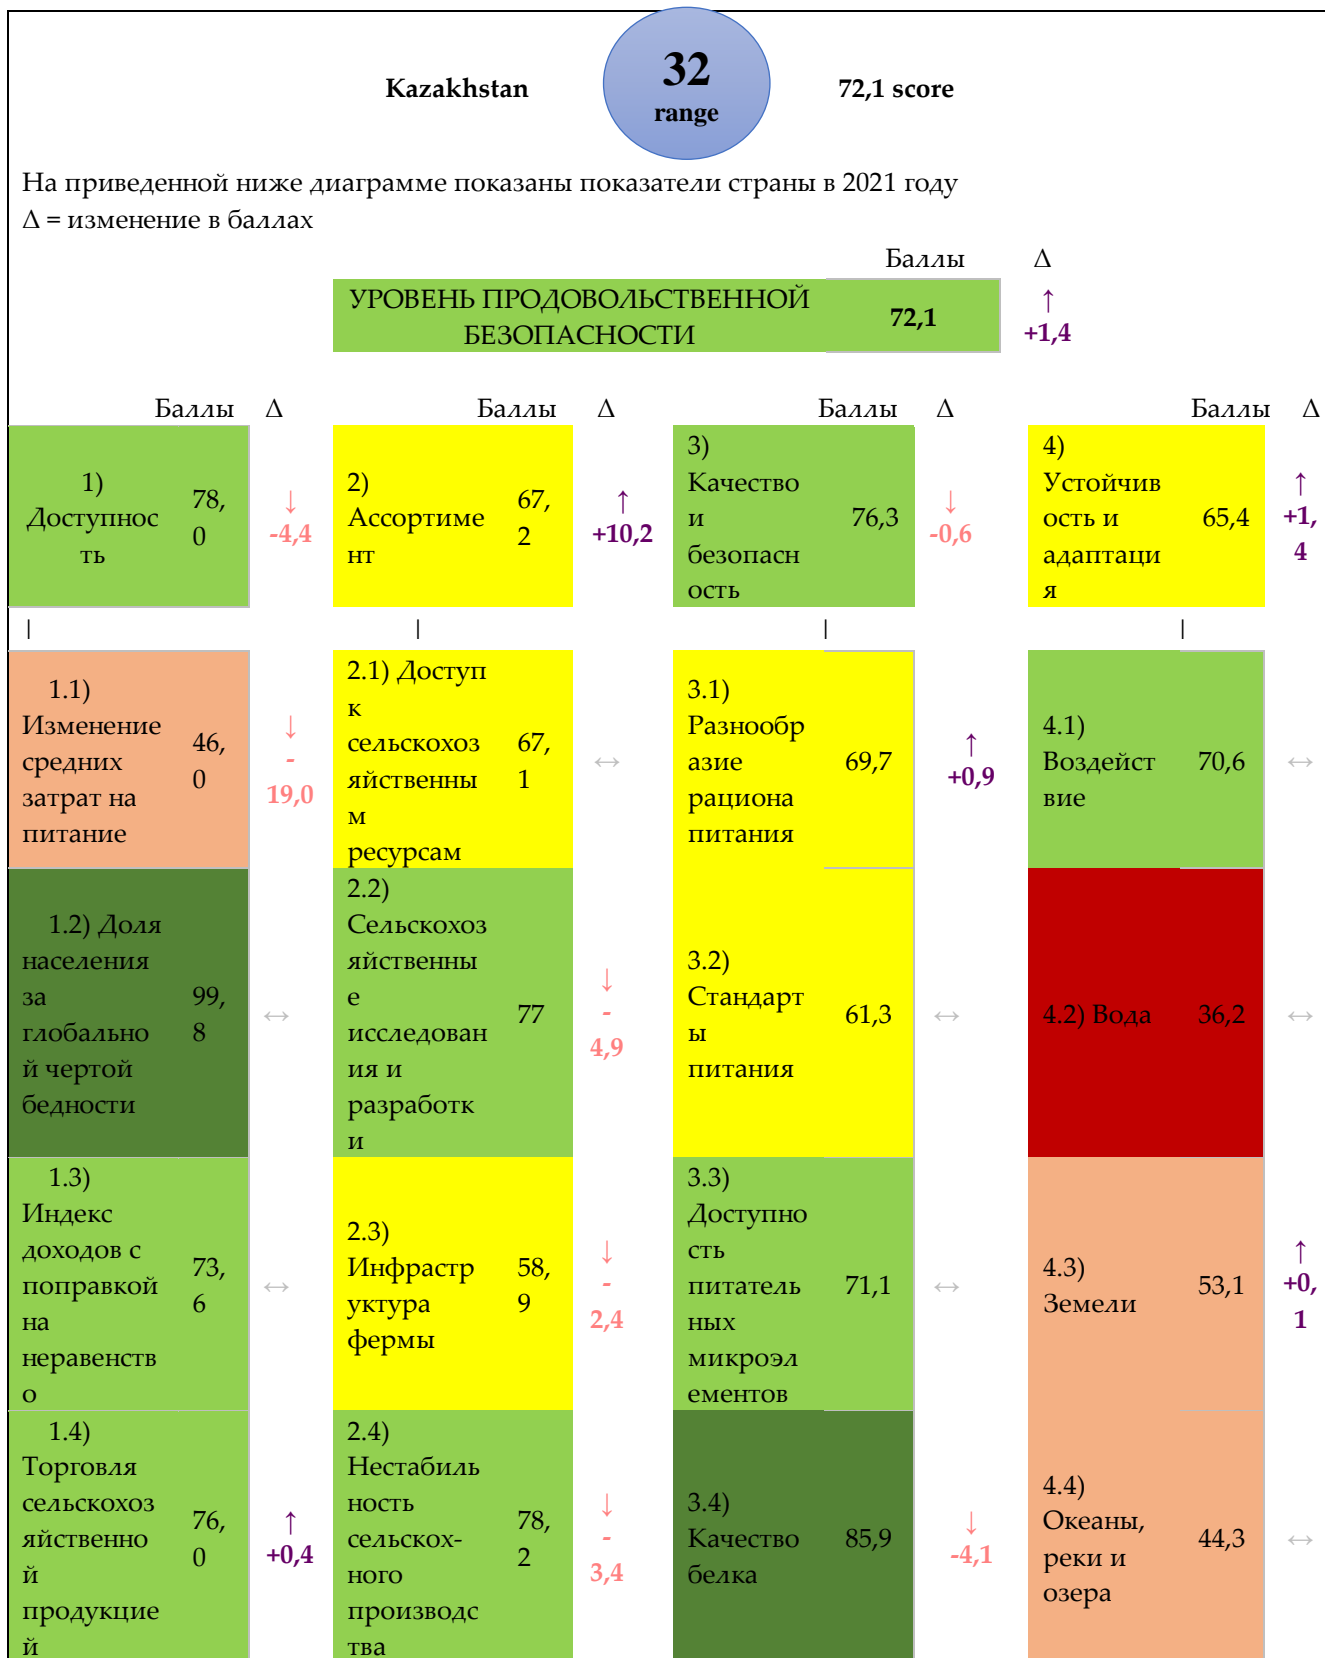 Kazakhstan
32
range
72,1 score
На приведенной ниже диаграмме показаны показатели страны в 2021 году
Δ = изменение в баллах
Баллы Δ
УРОВЕНЬ ПРОДОВОЛЬСТВЕННОЙ
БЕЗОПАСНОСТИ
72,1
↑
+1,4
Баллы Δ
Баллы Δ
Баллы Δ
Баллы Δ
1)
Доступнос
ть
78,
0
↓
-4,4
2)
Ассортиме
нт
67,
2
↑
+10,2
3)
Качество
и
безопасн
ость
76,3
↓
-0,6
4)
Устойчив
ость и
адаптаци
я
65,4
↑
+1,
4
|
|
|
|
1.1)
Изменение
средних
затрат на
питание
46,
0
↓
-
19,0
2.1) Доступ
к
сельскохоз
яйственны
м
ресурсам
67,
1
↔
3.1)
Разнообр
азие
рациона
питания
69,7
↑
+0,9
4.1)
Воздейст
вие
70,6
↔
1.2) Доля
населения
за
глобально
й чертой
бедности
99,
8
↔
2.2)
Сельскохоз
яйственны
е
исследован
ия и
разработк
и
77
↓
-
4,9
3.2)
Стандарт
ы
питания
61,3
↔
4.2) Вода
36,2
↔
1.3)
Индекс
доходов с
поправкой
на
неравенств
о
73,
6
↔
2.3)
Инфрастр
уктура
фермы
58,
9
↓
-
2,4
3.3)
Доступно
сть
питатель
ных
микроэл
ементов
71,1
↔
4.3)
Земели
53,1
↑
+0,
1
1.4)
Торговля
сельскохоз
яйственно
й
продукцие
й
76,
0
↑
+0,4
2.4)
Нестабиль
ность
сельскох-
ного
производс
тва
78,
2
↓
-
3,4
3.4)
Качество
белка
85,9
↓
-4,1
4.4)
Океаны,
реки и
озера
44,3
↔